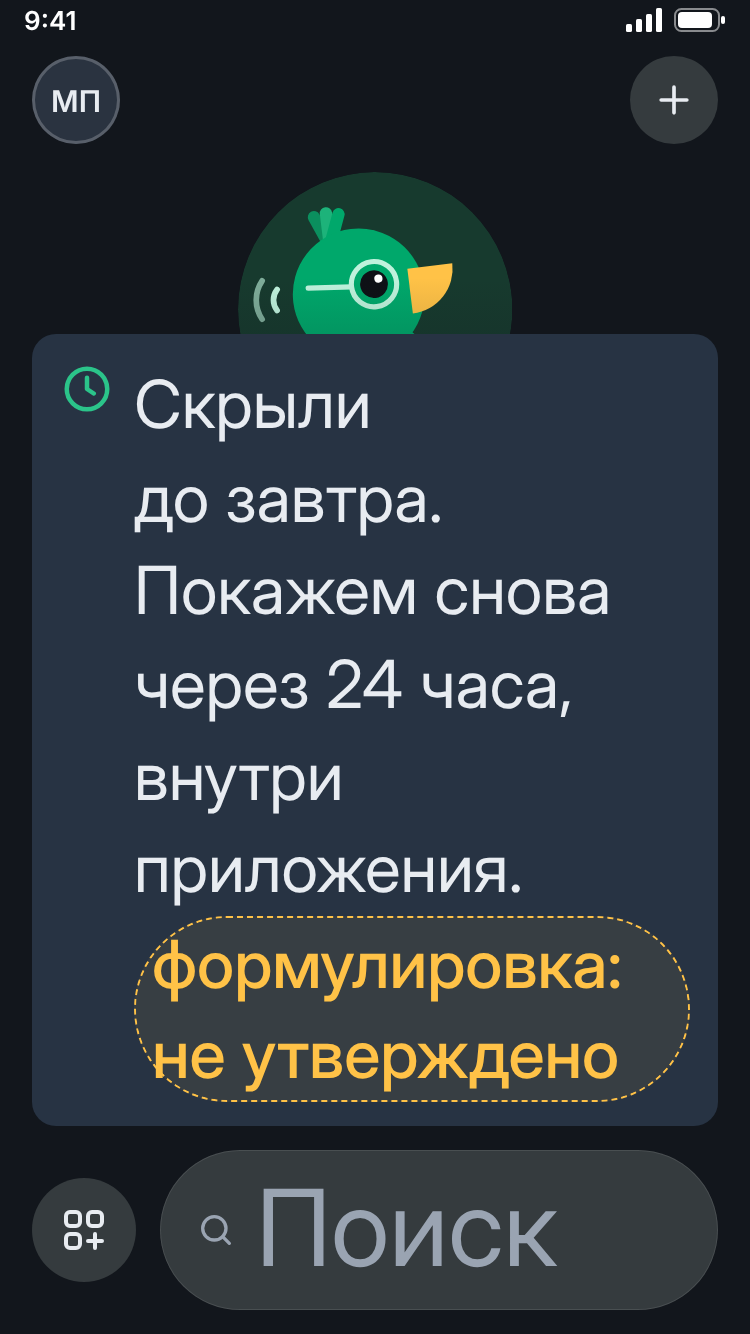 9:41
МП
Скрыли
до завтра.
Покажем снова
через 24 часа,
внутри
приложения.
формулировка:
не утверждено
Поиск